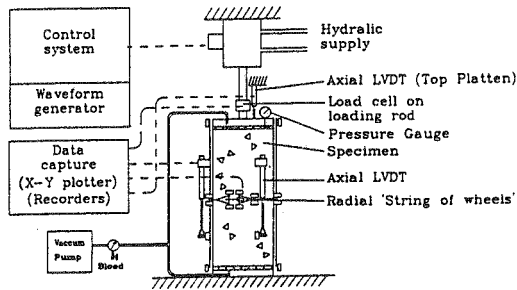 Control
system
Waveform
generator
Data
capture
(X-Y plotter)
(Recorders)
Vaccum
Pump
Bleed
Hydralic
supply
Axial LVDT (Top Platten)
Load cell on
loading rod
Pressure Gauge
Specimen
Axial LVDT
Radial 'String of wheels'